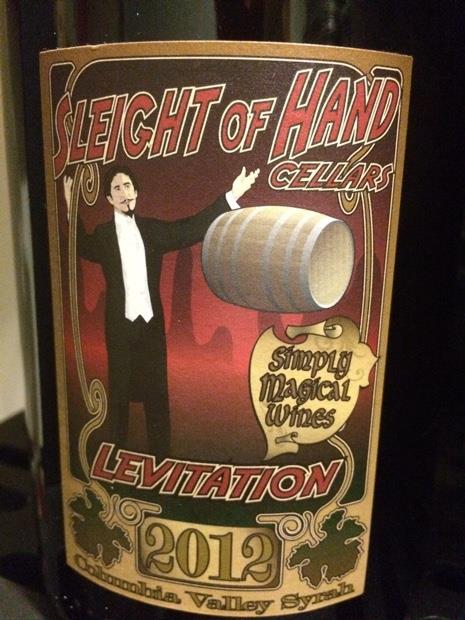 SLEIGHT OF HAND
CELLARS
Simply
Magical
Wines
LEVITATION
2012
Columbia Valley Syrah